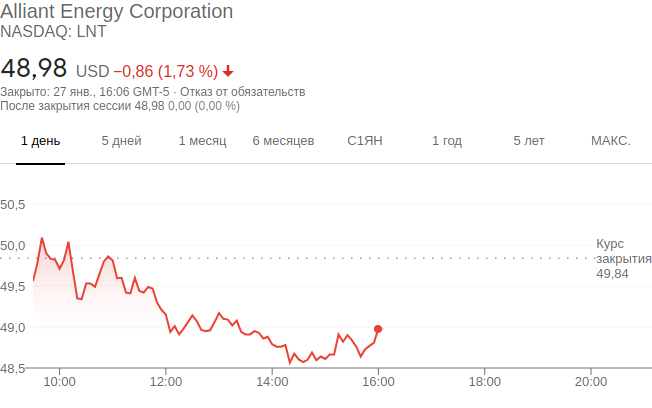 Alliant Energy Corporation
NASDAQ: LNT
48,98 USD −0,86 (1,73 %)
Закрыто: 27 янв., 16:06 GMT-5 · Отказ от обязательств
После закрытия сессии 48,98 0,00 (0,00 %)
1 день 5 дней 1 месяц 6 месяцев С1ЯН 1 год 5 лет МАКС.
50,5
50,0
Курс
закрытия
49,84
49,5
49,0
48,5
10:00 12:00 14:00 16:00 18:00 20:00